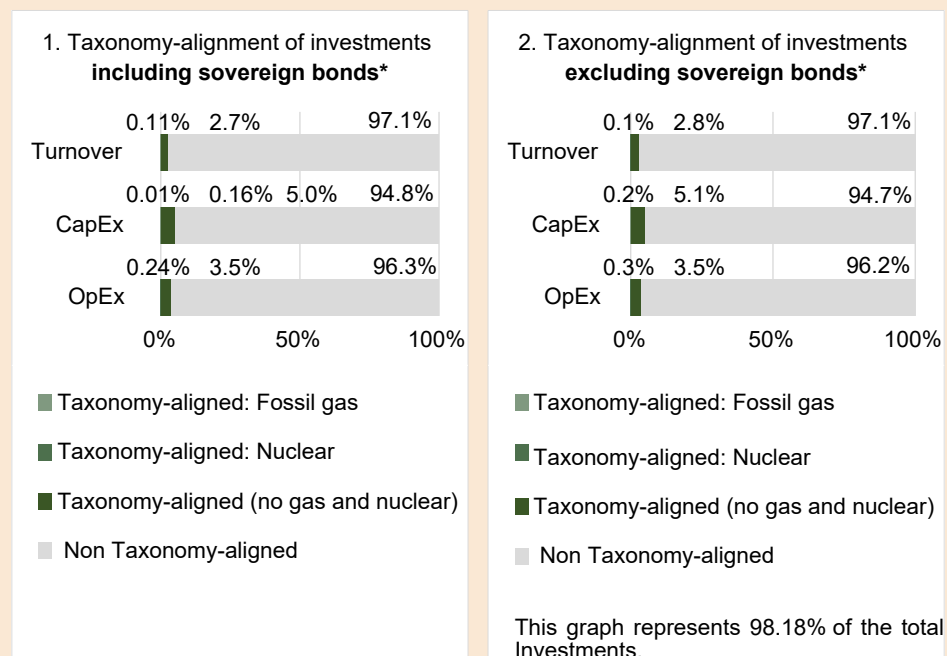 1. Taxonomy-alignment of investments
including sovereign bonds*
0.11% 2.7% 97.1%
Turnover
0.01% 0.16% 5.0% 94.8%
CapEx
0.24% 3.5% 96.3%
OpEx
0% 50% 100%
Taxonomy-aligned: Fossil gas
Taxonomy-aligned: Nuclear
Taxonomy-aligned (no gas and nuclear)
Non Taxonomy-aligned
2. Taxonomy-alignment of investments
excluding sovereign bonds*
0.1% 2.8% 97.1%
Turnover
0.2% 5.1% 94.7%
CapEx
0.3% 3.5% 96.2%
OpEx
0% 50% 100%
Taxonomy-aligned: Fossil gas
Taxonomy-aligned: Nuclear
Taxonomy-aligned (no gas and nuclear)
Non Taxonomy-aligned
This graph represents 98.18% of the total
Investments.